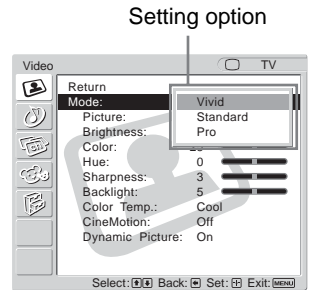 Setting option
Video TV
Return
Mode: Vivid
Picture: Standard
Brightness: Pro
Color:
Hue: 0
Sharpness: 3
Backlight: 5
Color Temp.: Cool
CineMotion: Off
Dynamic Picture: On
Select: Back: Set: Exit: MENU